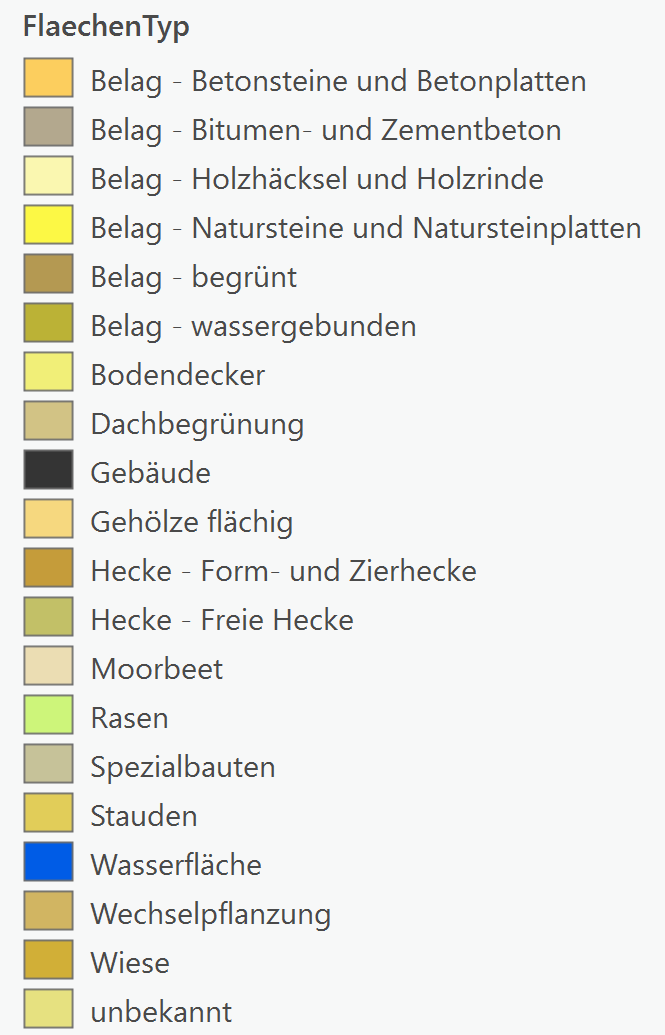 FlaechenTyp
Belag - Betonsteine und Betonplatten
Belag - Bitumen- und Zementbeton
Belag - Holzhäcksel und Holzrinde
Belag - Natursteine und Natursteinplatten
Belag - begrünt
Belag - wassergebunden
Bodendecker
Dachbegrünung
Gebäude
Gehölze flächig
Hecke - Form- und Zierhecke
Hecke - Freie Hecke
Moorbeet
Rasen
Spezialbauten
Stauden
Wasserfläche
Wechselpflanzung
Wiese
unbekannt